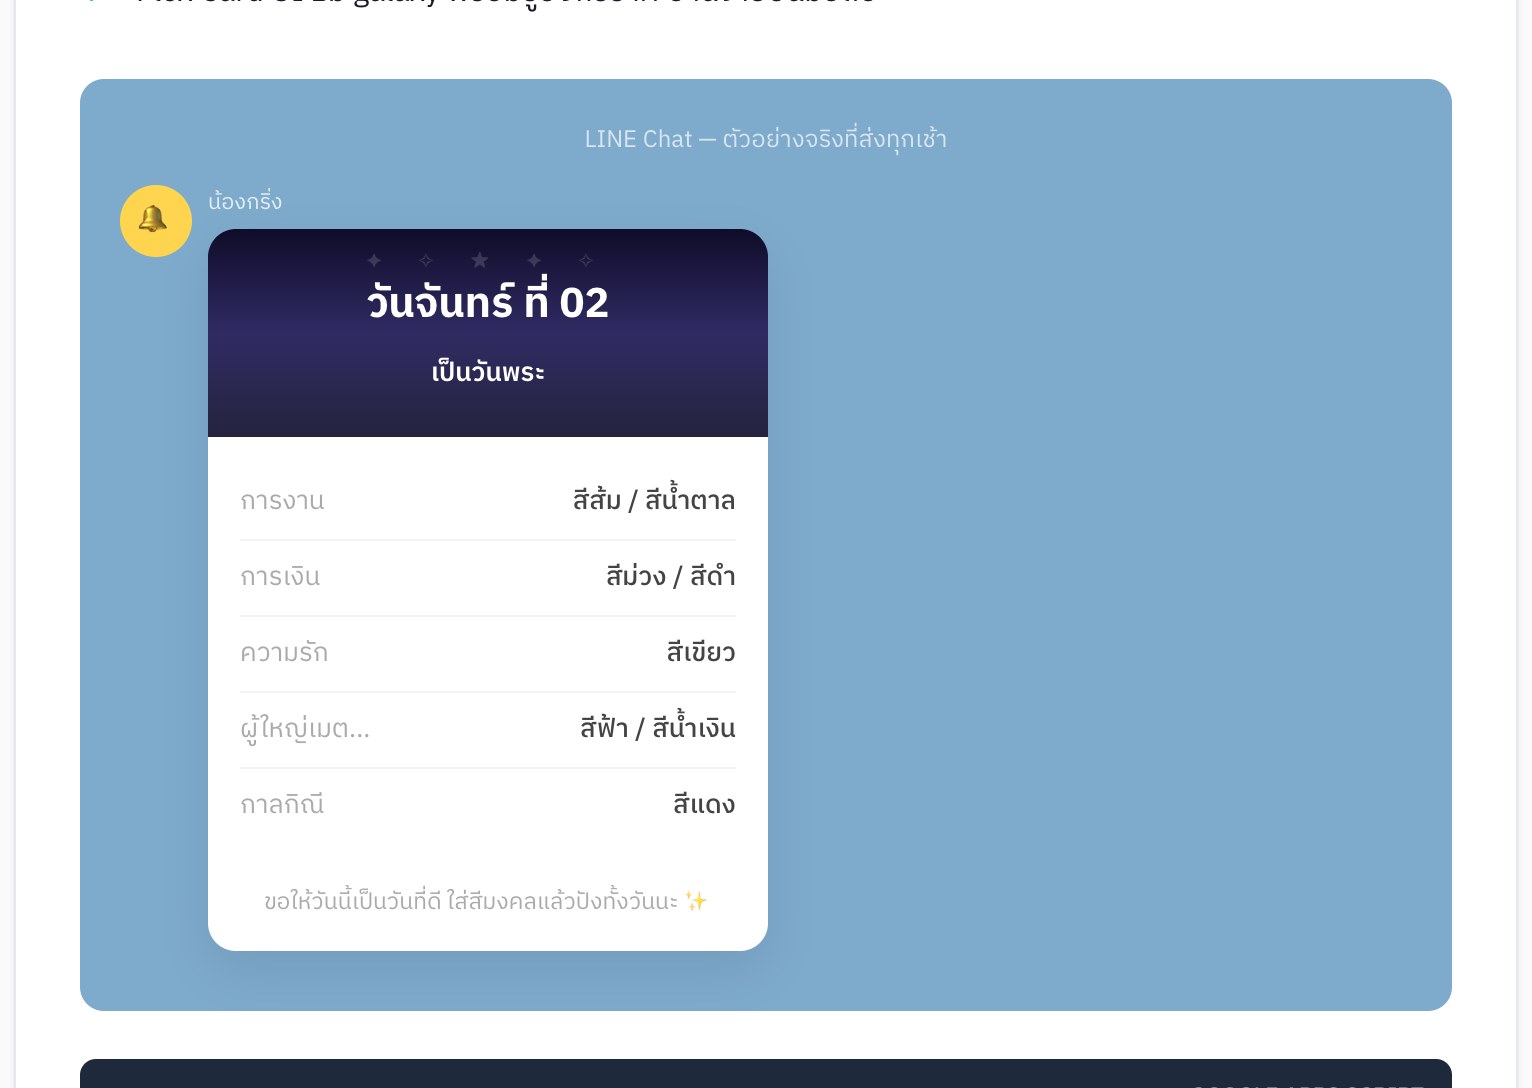 LINE Chat — ตัวอย่างจริงที่ส่งทุกเช้า
น้องกริ่ง
วันจันทร์ ที่ 02
เป็นวันพระ
การงาน สีส้ม / สีน้ำตาล
การเงิน สีม่วง / สีดำ
ความรัก สีเขียว
ผู้ใหญ่เมต... สีฟ้า / สีน้ำเงิน
กาลกิณี สีแดง
ขอให้วันนี้เป็นวันที่ดี ใส่สีมงคลแล้วปังทั้งวันนะ ✨